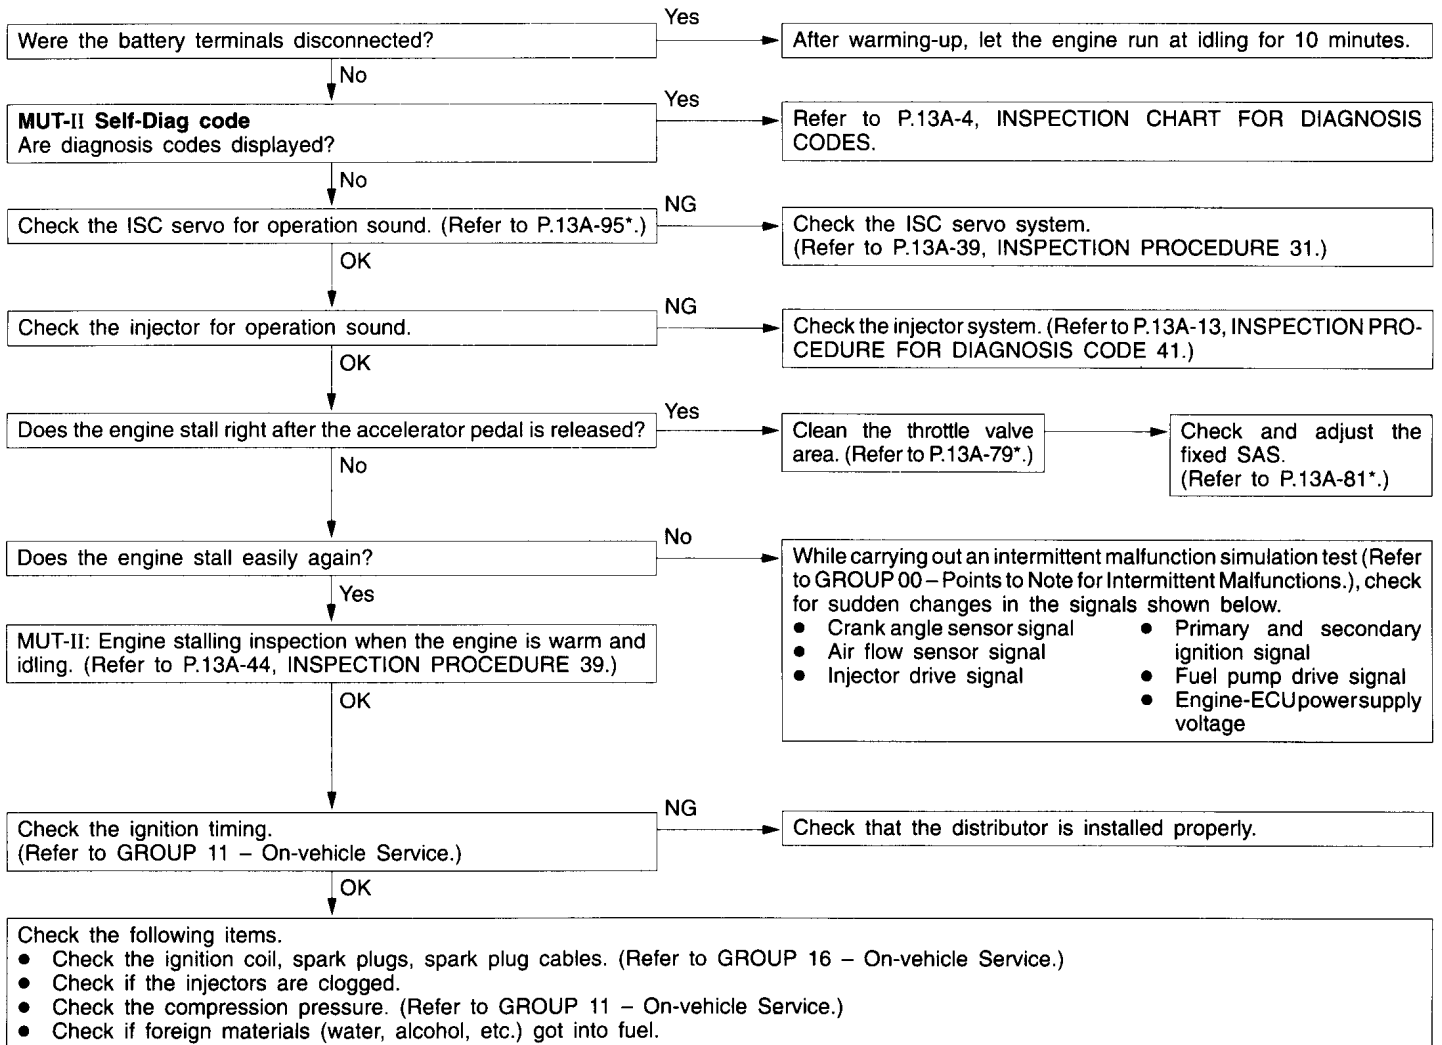 Yes
Were the battery terminals disconnected?
After warming-up, let the engine run at idling for 10 minutes.
No
Yes
MUT-II Self-Diag code
Are diagnosis codes displayed?
Refer to P.13A-4, INSPECTION CHART FOR DIAGNOSIS
CODES.
No
NG
Check the ISC servo for operation sound. (Refer to P.13A-95*.)
Check the ISC servo system.
(Refer to P.13A-39, INSPECTION PROCEDURE 31.)
OK
NG
Check the injector for operation sound.
Check the injector system. (Refer to P.13A-13, INSPECTION PRO-
CEDURE FOR DIAGNOSIS CODE 41.)
OK
Yes
Does the engine stall right after the accelerator pedal is released?
Clean the throttle valve
area. (Refer to P.13A-79*.)
Check and adjust the
fixed SAS.
(Refer to P.13A-81*.)
No
No
Does the engine stall easily again?
While carrying out an intermittent malfunction simulation test (Refer
to GROUP 00 – Points to Note for Intermittent Malfunctions.), check
for sudden changes in the signals shown below.
● Crank angle sensor signal
● Air flow sensor signal
● Injector drive signal
● Primary and secondary
ignition signal
● Fuel pump drive signal
● Engine-ECU power supply
voltage
Yes
MUT-II: Engine stalling inspection when the engine is warm and
idling. (Refer to P.13A-44, INSPECTION PROCEDURE 39.)
OK
NG
Check the ignition timing.
(Refer to GROUP 11 – On-vehicle Service.)
Check that the distributor is installed properly.
OK
Check the following items.
● Check the ignition coil, spark plugs, spark plug cables. (Refer to GROUP 16 – On-vehicle Service.)
● Check if the injectors are clogged.
● Check the compression pressure. (Refer to GROUP 11 – On-vehicle Service.)
● Check if foreign materials (water, alcohol, etc.) got into fuel.